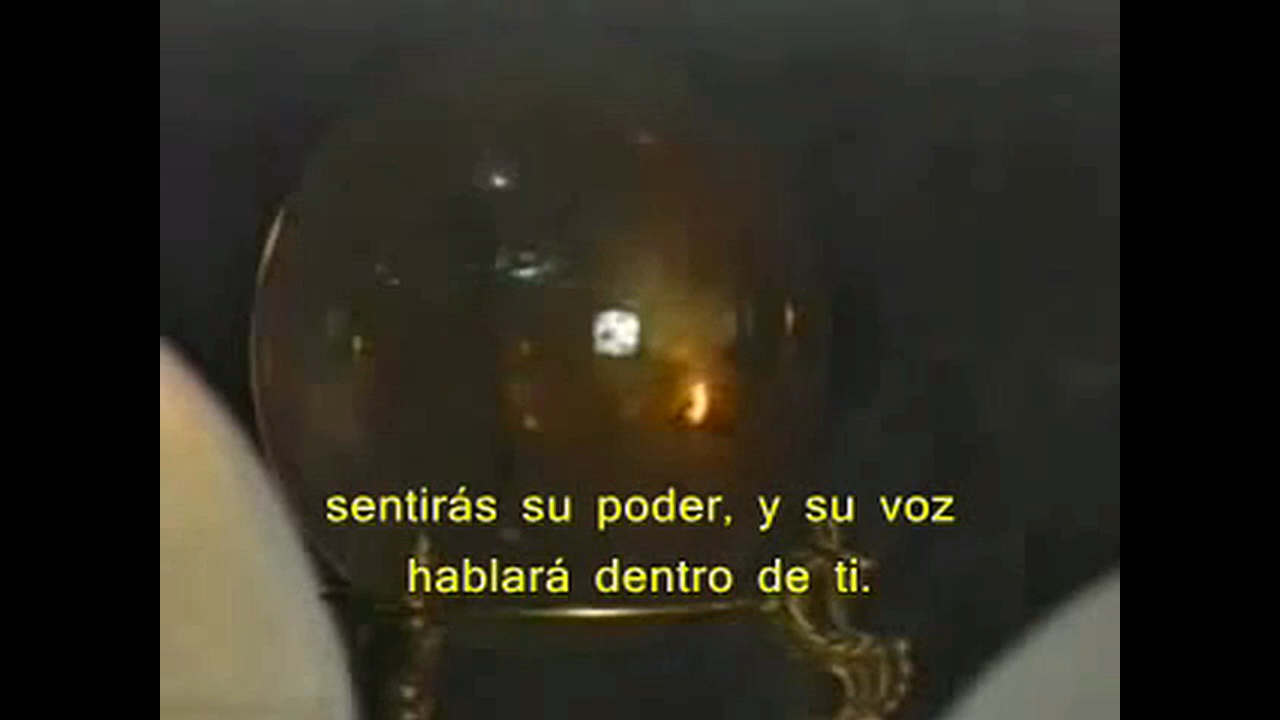 sentirás su poder, y su voz
hablará dentro de ti.